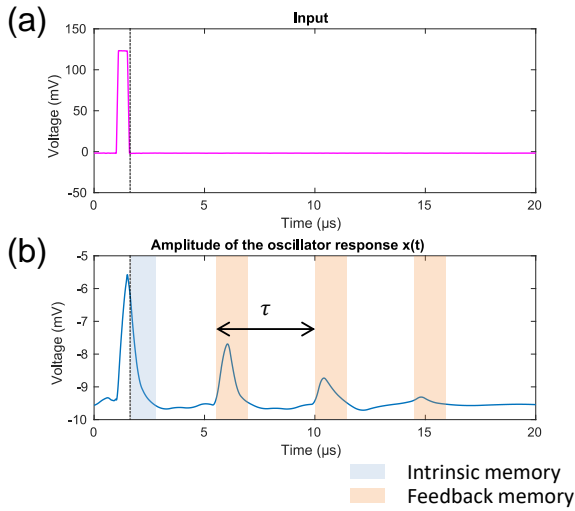 (a)
Input
150
100
50
0
-50
Voltage (mV)
0 5 10 15 20
Time (µs)
(b)
Amplitude of the oscillator response x(t)
-5
-6
-7
-8
-9
-10
Voltage (mV)
τ
0 5 10 15 20
Time (µs)
Intrinsic memory
Feedback memory